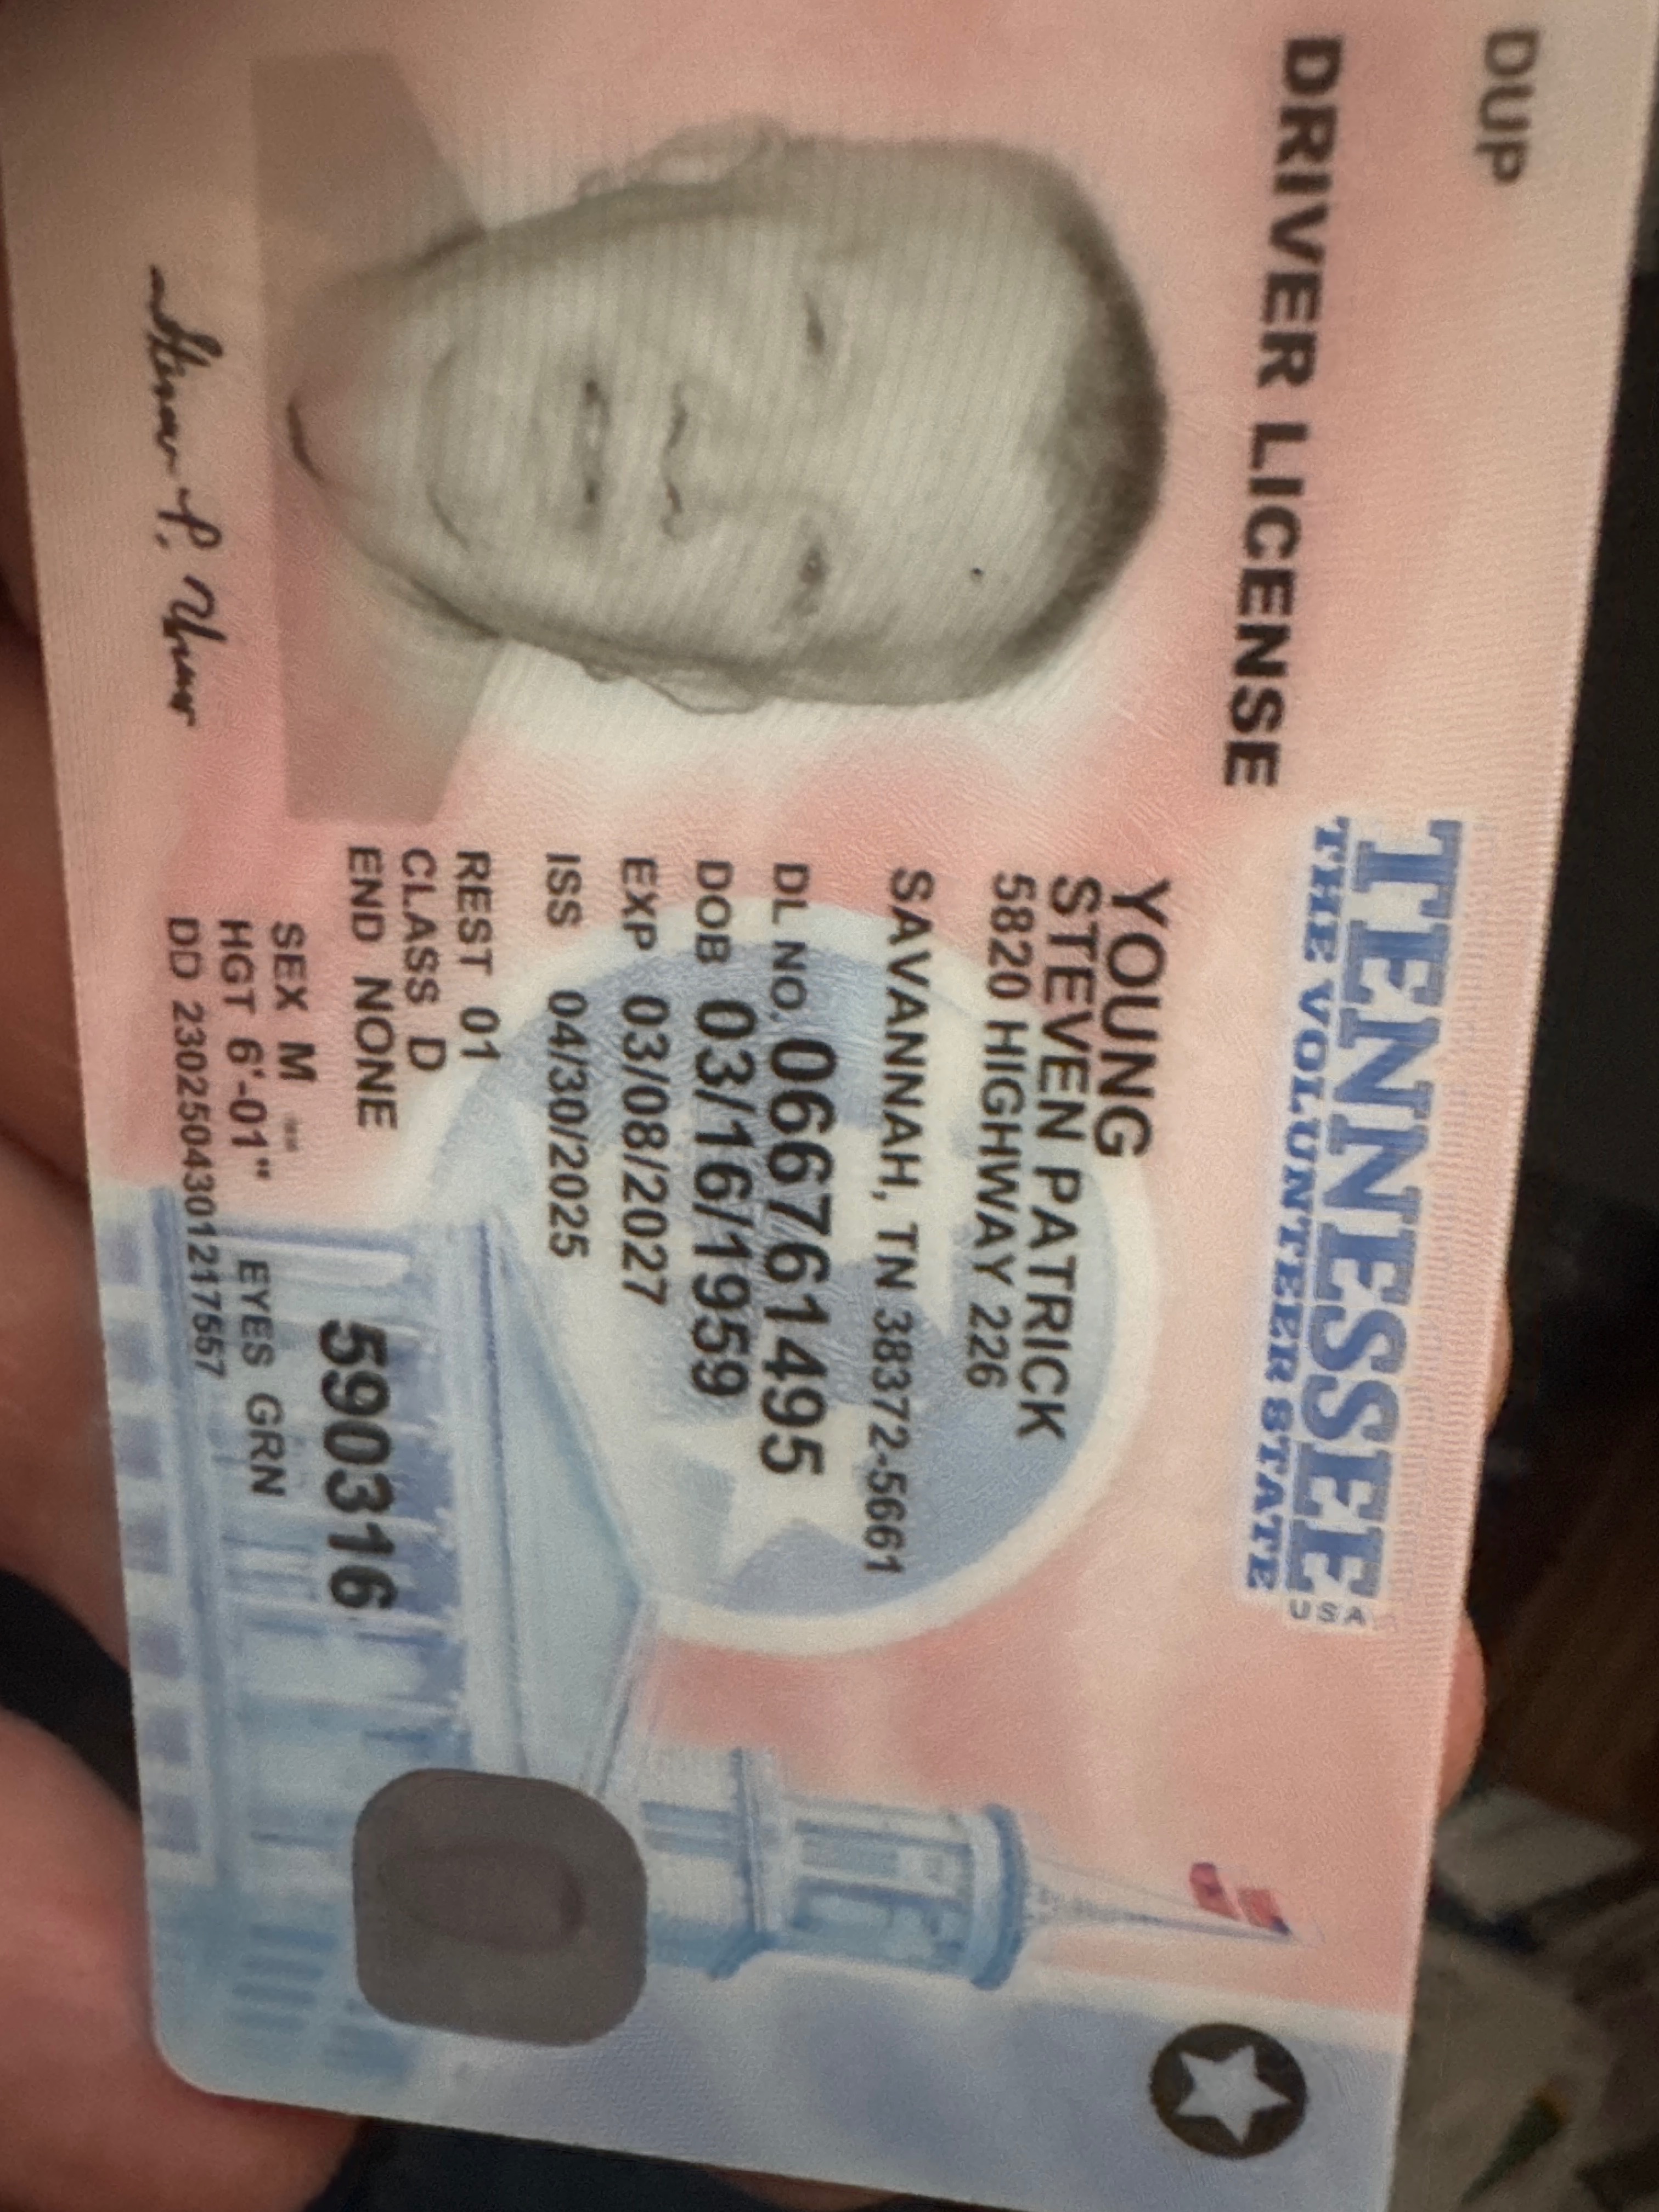 DUP
TENNESSEE USA
THE VOLUNTEER STATE
DRIVER LICENSE
YOUNG
STEVEN PATRICK
5820 HIGHWAY 226
SAVANNAH, TN 38372-5661
DL NO. 066761495
DOB 03/16/1959
EXP 03/08/2027
ISS 04/30/2025
REST 01
CLASS D
END NONE
590316
SEX M
HGT 6'-01" EYES GRN
DD 2302504301217557
Steven P.